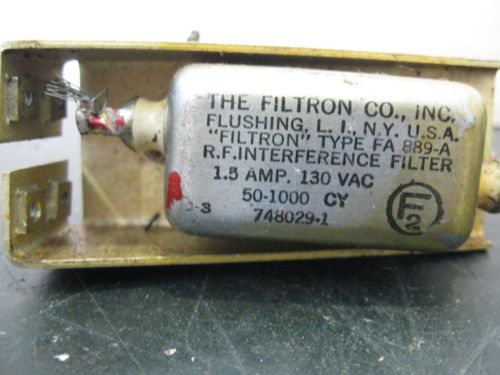 THE FILTRON CO., INC.
FLUSHING, L. I., N.Y. U.S.A.
"FILTRON" TYPE FA 889-A
R.F. INTERFERENCE FILTER
1.5 AMP. 130 VAC
50-1000 CY
748029-1
F2